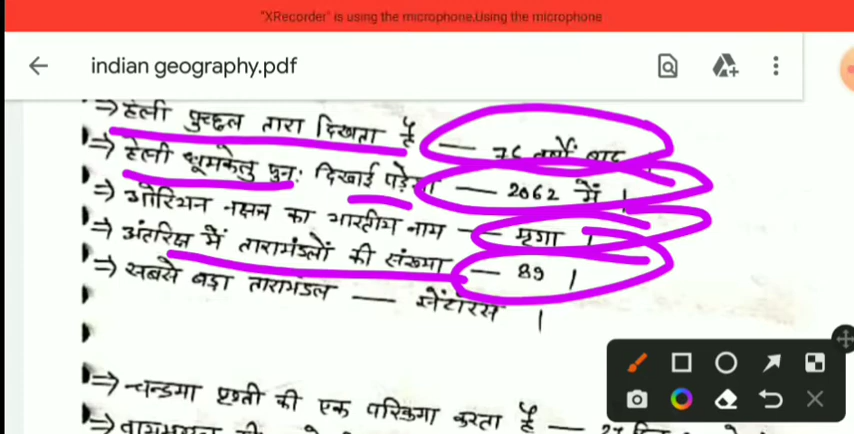 "XRecorder" is using the microphone.Using the microphone
indian geography.pdf
⇒ हेली पुच्छल तारा दिखता है — 76 वर्षों बाद
⇒ हेली धूमकेतु पुनः दिखाई पड़ेगा — 2062 में ।
⇒ ओरियन नक्षत्र का भारतीय नाम — मृगा ।
⇒ अंतरिक्ष में तारामंडलों की संख्या — 89 ।
⇒ सबसे बड़ा तारामंडल — सेंटॉरस ।
⇒ चन्द्रमा पृथ्वी की एक परिक्रमा करता है — 27